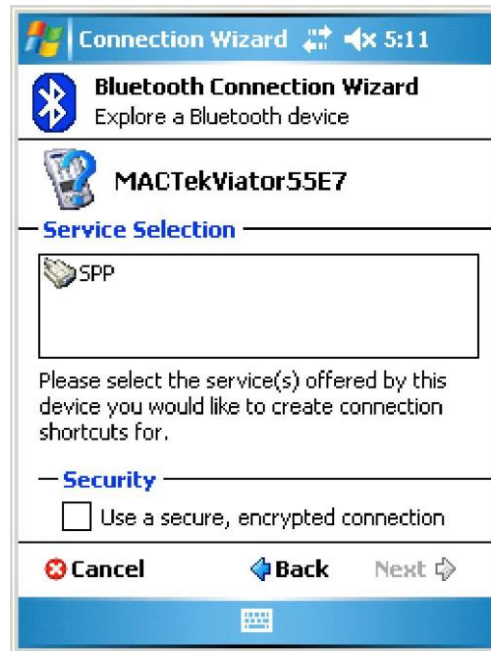 Connection Wizard 5:11
Bluetooth Connection Wizard
Explore a Bluetooth device
MACTekViator55E7
Service Selection
SPP
Please select the service(s) offered by this
device you would like to create connection
shortcuts for.
Security
Use a secure, encrypted connection
Cancel Back Next